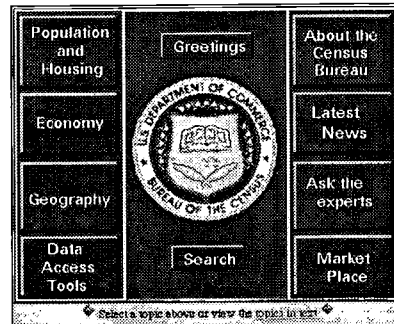 Population
and
Housing
Economy
Geography
Data
Access
Tools
Greetings
U.S. DEPARTMENT OF COMMERCE
BUREAU OF THE CENSUS
Search
About the
Census
Bureau
Latest
News
Ask the
experts
Market
Place
Select a topic above or view the topics in text